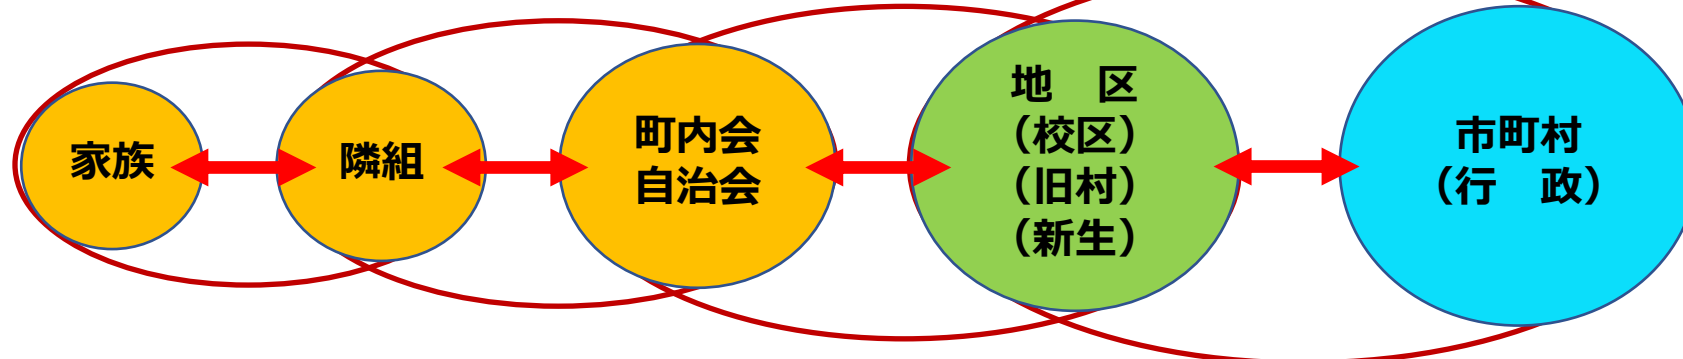 家族
隣組
町内会
自治会
地　区
（校区）
（旧村）
（新生）
市町村
（行　政）